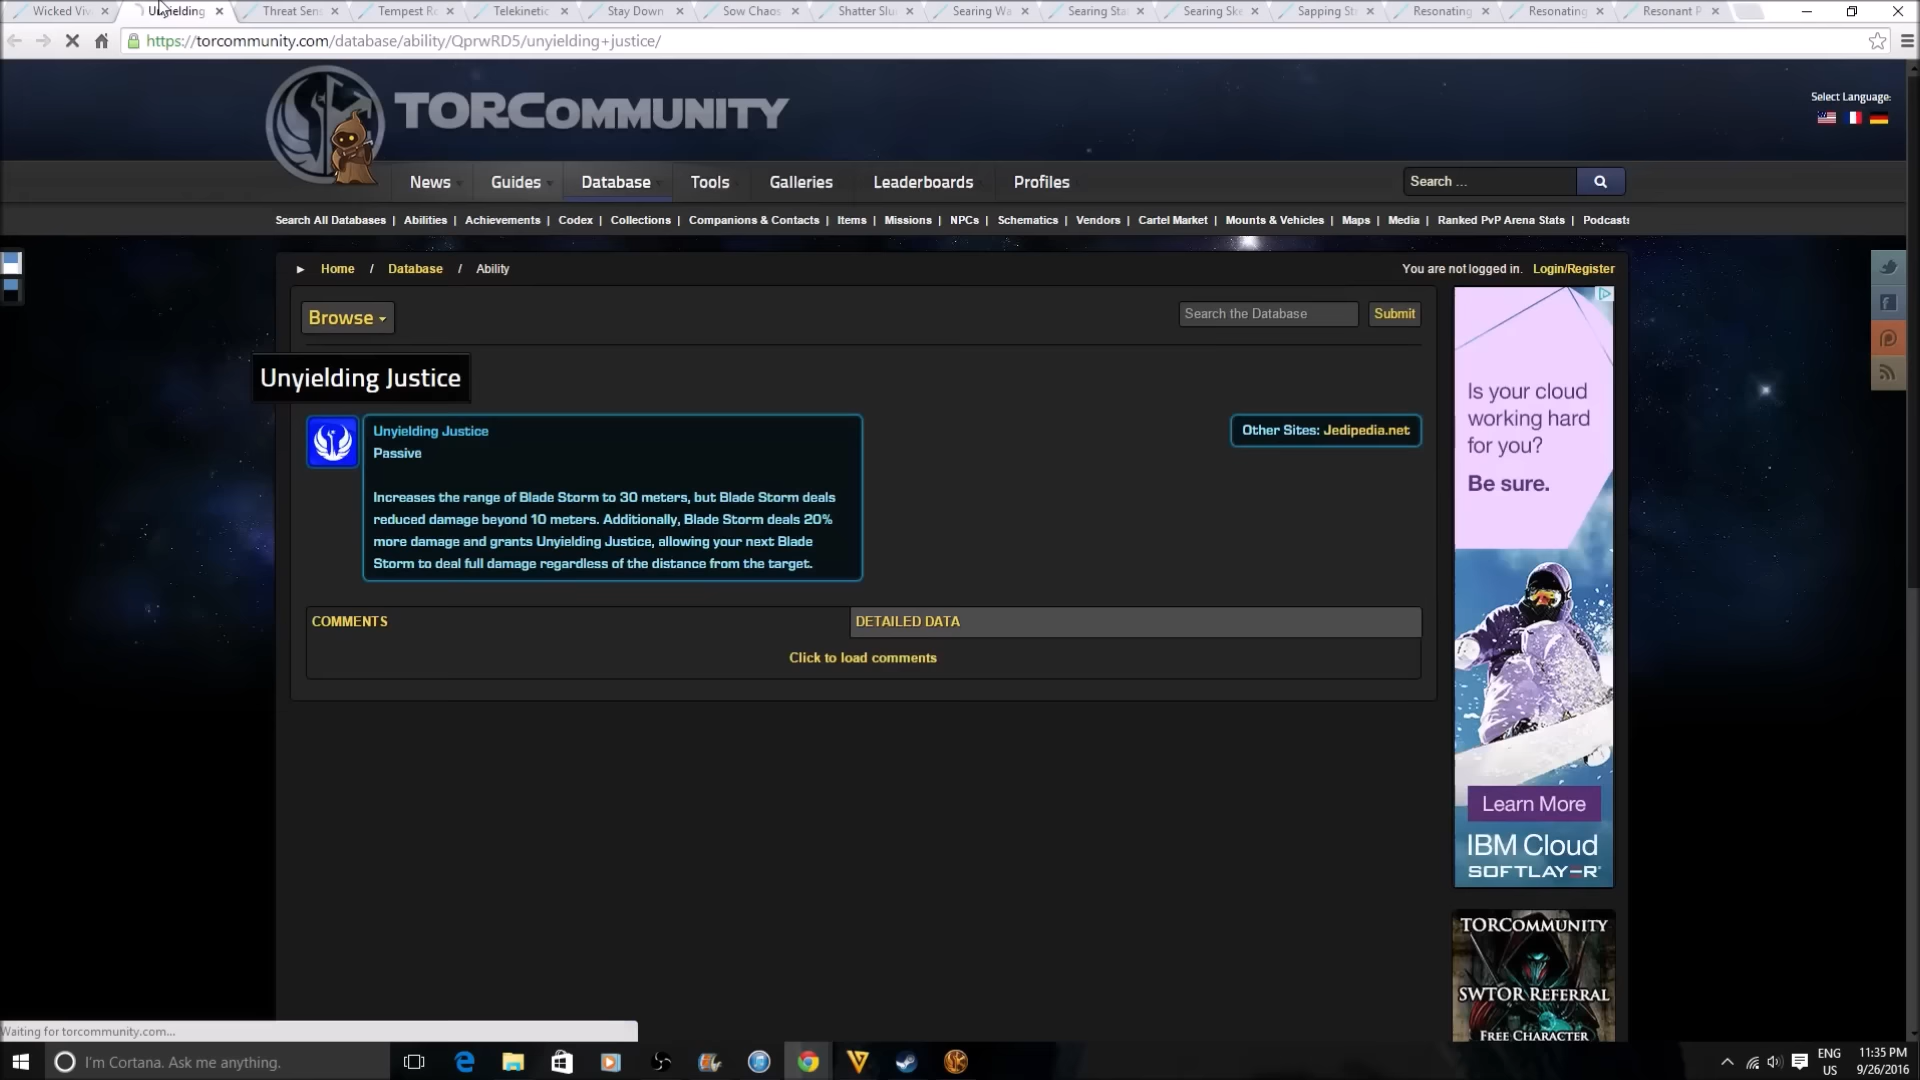 Wicked Vi
Unyielding
Threat Sen
Tempest Ro
Telekinetic
Stay Down
Sow Chaos
Shatter Slu
Searing Wa
Searing Sta
Searing Ske
Sapping St
Resonating
Resonating
Resonant P
https://torcommunity.com/database/ability/QprwRD5/unyielding+justice/
TORCOMMUNITY
Select Language:
News
Guides
Database
Tools
Galleries
Leaderboards
Profiles
Search ...
Search All Databases | Abilities | Achievements | Codex | Collections | Companions & Contacts | Items | Missions | NPCs | Schematics | Vendors | Cartel Market | Mounts & Vehicles | Maps | Media | Ranked PvP Arena Stats | Podcasts
Home / Database / Ability
You are not logged in. Login/Register
Browse
Search the Database
Submit
Unyielding Justice
Unyielding Justice
Passive
Increases the range of Blade Storm to 30 meters, but Blade Storm deals
reduced damage beyond 10 meters. Additionally, Blade Storm deals 20%
more damage and grants Unyielding Justice, allowing your next Blade
Storm to deal full damage regardless of the distance from the target.
Other Sites: Jedipedia.net
COMMENTS
DETAILED DATA
Click to load comments
Is your cloud
working hard
for you?
Be sure.
Learn More
IBM Cloud
SOFTLAYER
TORCOMMUNITY
SWTOR REFERRAL
FREE CHARACTER
Waiting for torcommunity.com...
I'm Cortana. Ask me anything.
ENG
US
11:35 PM
9/26/2016